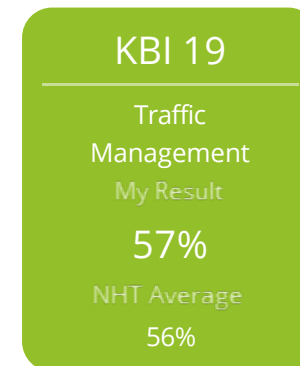 KBI 19
Traffic
Management
My Result
57%
NHT Average
56%